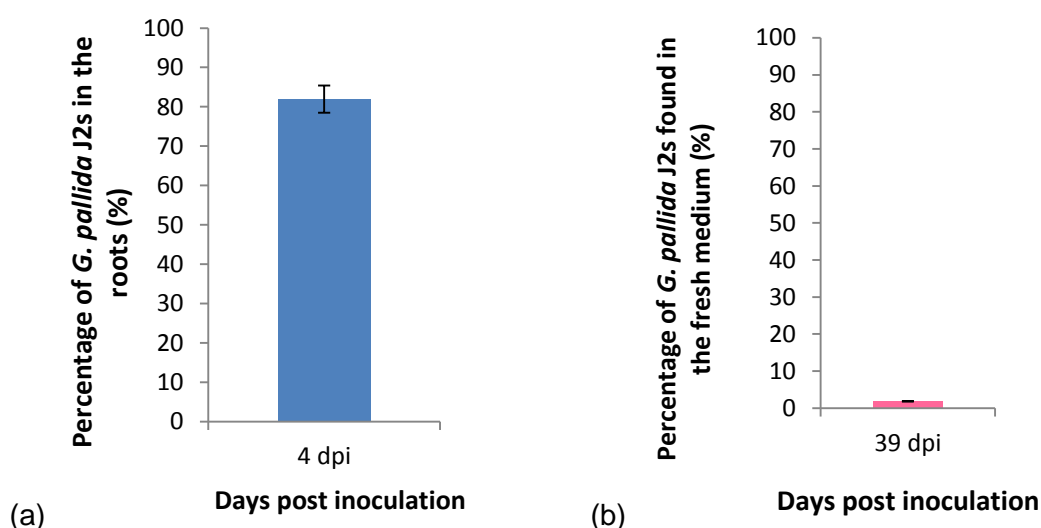 Percentage of G. pallida J2s in the
roots (%)
100
90
80
70
60
50
40
30
20
10
0
4 dpi
Days post inoculation
(a)
Percentage of G. pallida J2s found in
the fresh medium (%)
100
90
80
70
60
50
40
30
20
10
0
39 dpi
Days post inoculation
(b)